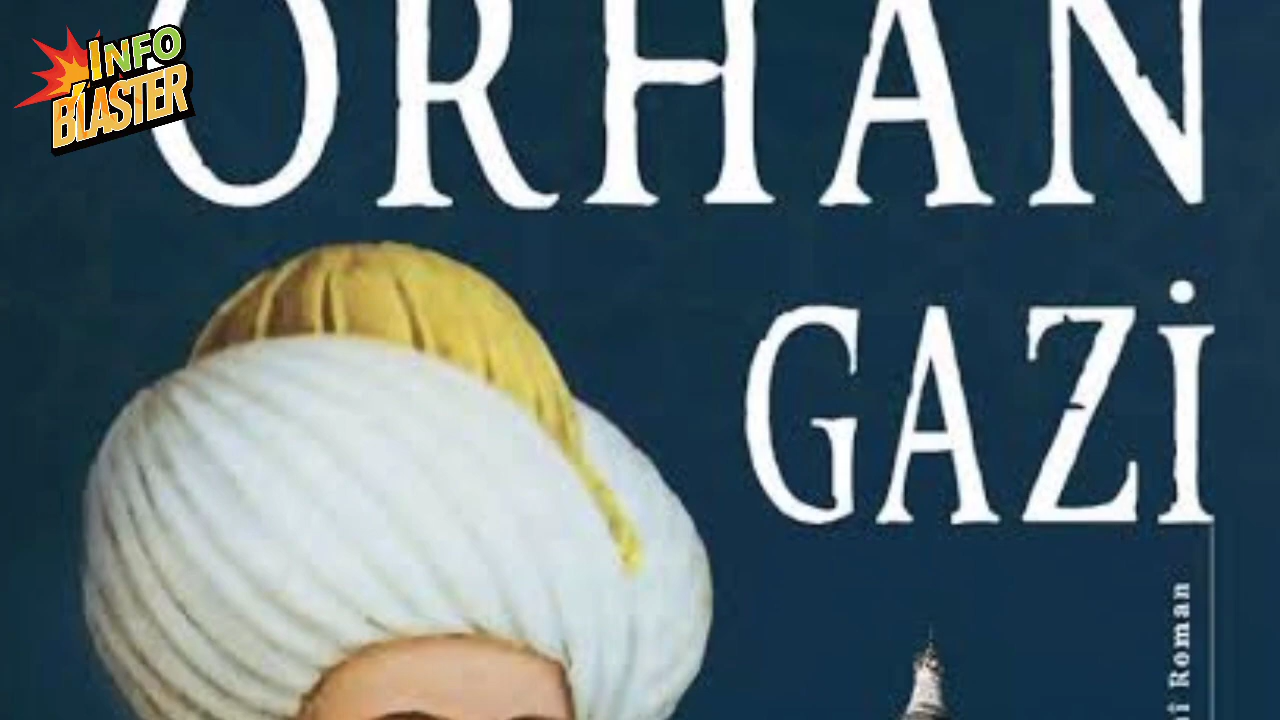 INFO
BLASTER
ORHAN
GAZİ
î Roman